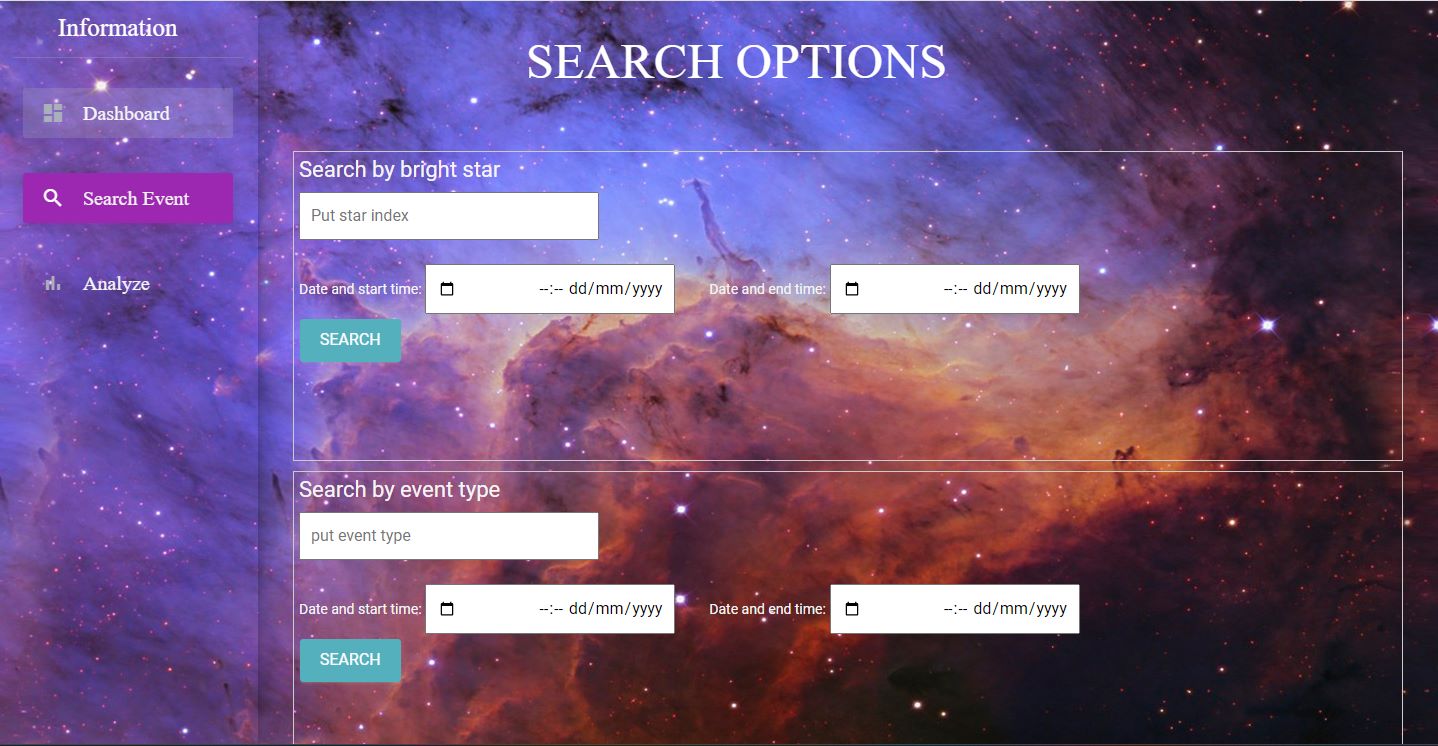 Information
SEARCH OPTIONS
Dashboard
Search Event
Analyze
Search by bright star
Put star index
Date and start time: --:-- dd/mm/yyyy Date and end time: --:-- dd/mm/yyyy
SEARCH
Search by event type
put event type
Date and start time: --:-- dd/mm/yyyy Date and end time: --:-- dd/mm/yyyy
SEARCH